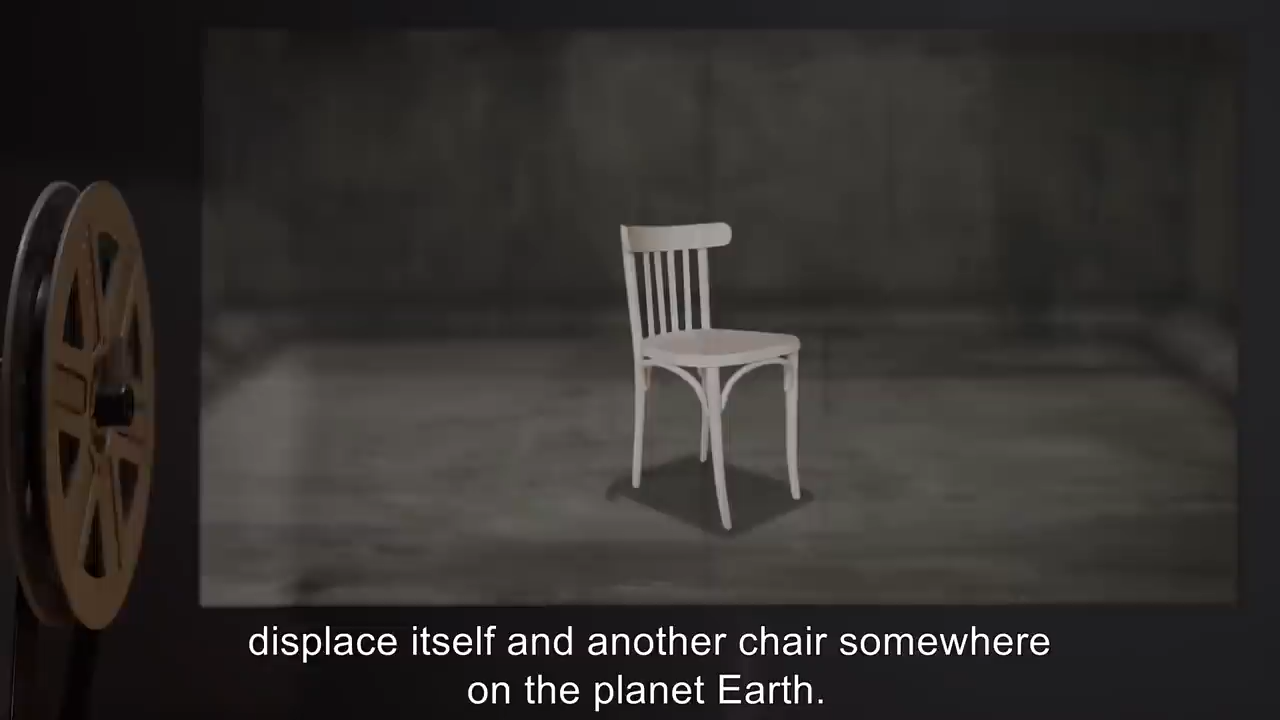 displace itself and another chair somewhere
on the planet Earth.